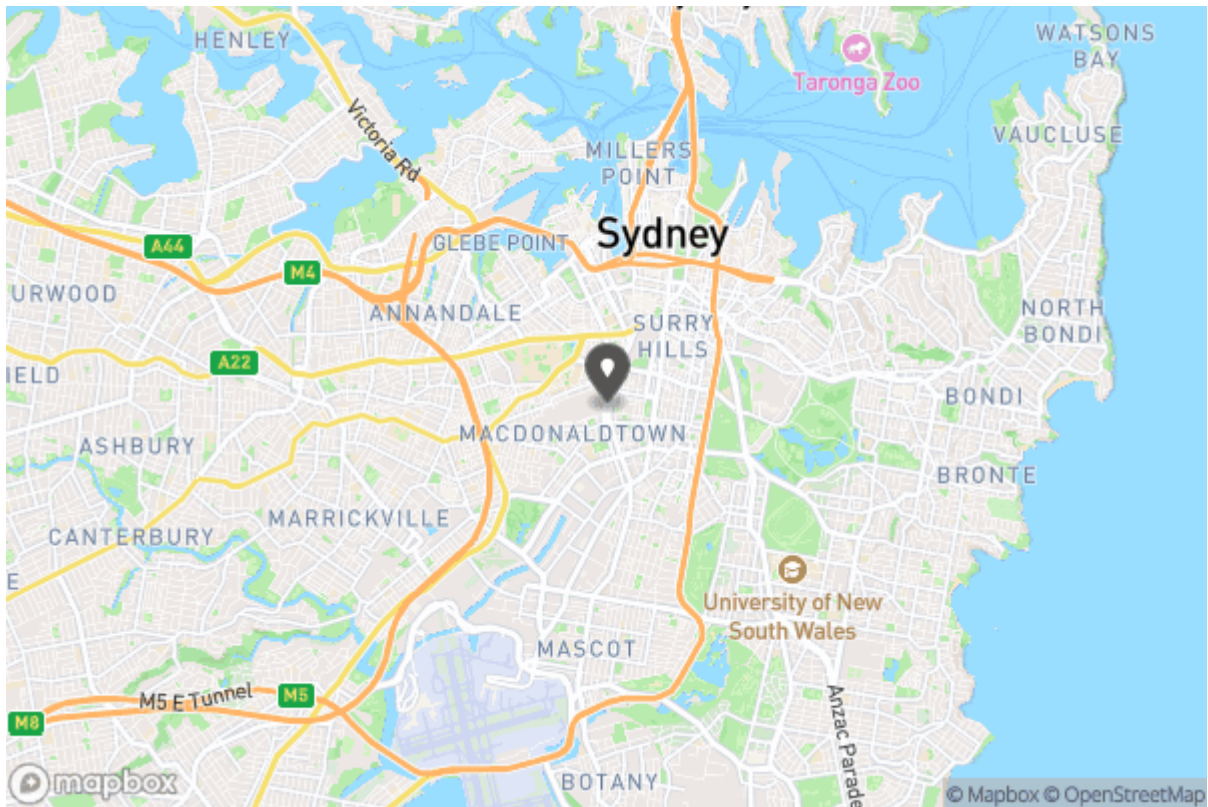 HENLEY
WATSONS
BAY
Taronga Zoo
Victoria Rd
VAUCLUSE
MILLERS
POINT
Sydney
GLEBE POINT
A44
M4
URWOOD
ANNANDALE
SURRY
HILLS
NORTH
BONDI
A22
IELD
BONDI
MACDONALDTOWN
ASHBURY
BRONTE
MARRICKVILLE
CANTERBURY
E
University of New
South Wales
MASCOT
M5 E Tunnel
M5
M8
Anzac Parade
BOTANY
mapbox
© Mapbox © OpenStreetMap